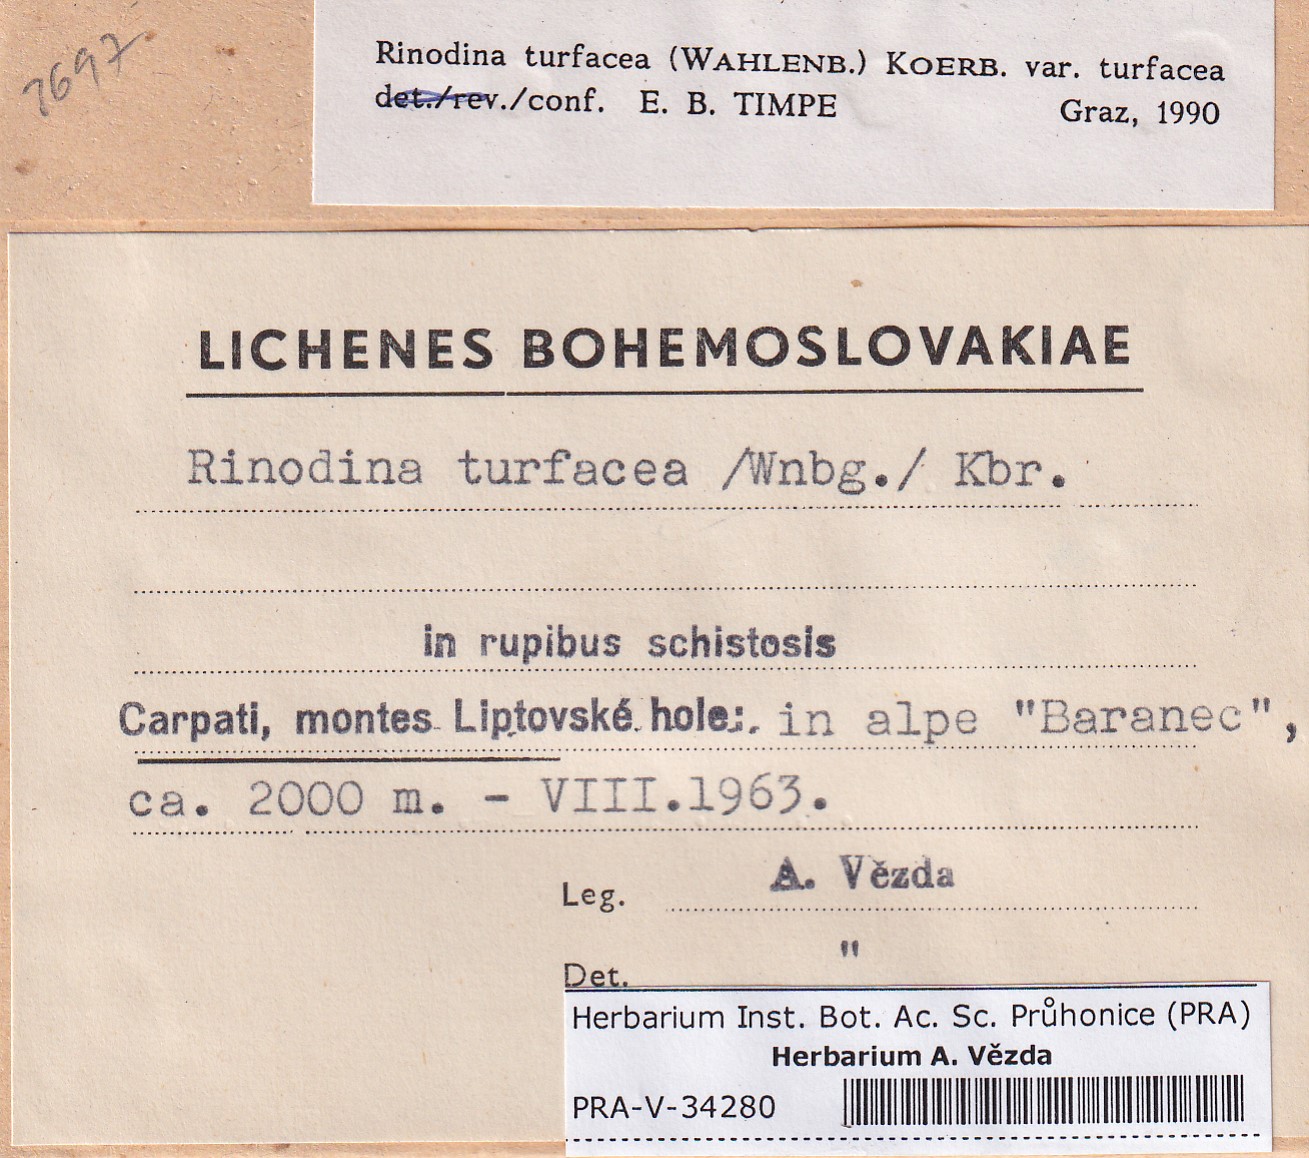 7697
Rinodina turfacea (WAHLENB.) KOERB. var. turfacea
det./rev./conf. E. B. TIMPE Graz, 1990
LICHENES BOHEMOSLOVAKIAE
Rinodina turfacea /Wnbg./ Kbr.
in rupibus schistosis
Carpati, montes Liptovské hole:. in alpe "Baranec",
ca. 2000 m. - VIII.1963.
Leg. A. Vězda
Det. "
Herbarium Inst. Bot. Ac. Sc. Průhonice (PRA)
Herbarium A. Vězda
PRA-V-34280